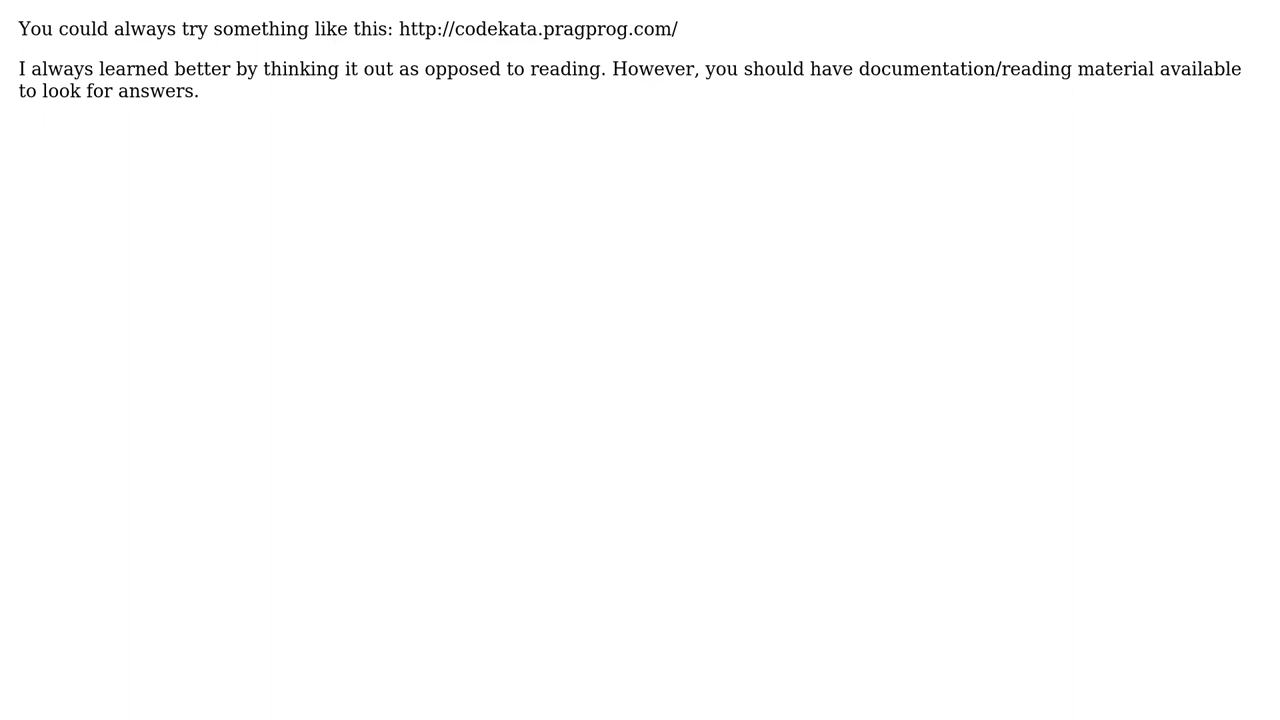 You could always try something like this: http://codekata.pragprog.com/
I always learned better by thinking it out as opposed to reading. However, you should have documentation/reading material available
to look for answers.